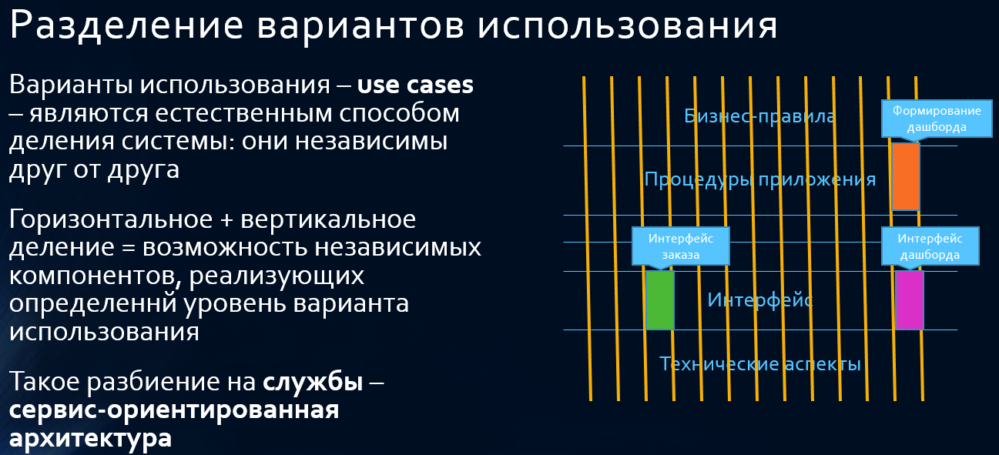 Разделение вариантов использования
Варианты использования – use cases
– являются естественным способом
деления системы: они независимы
друг от друга
Горизонтальное + вертикальное
деление = возможность независимых
компонентов, реализующих
определеннй уровень варианта
использования
Такое разбиение на службы –
сервис-ориентированная
архитектура
Бизнес-правила
Формирование
дашборда
Процедуры приложения
Интерфейс
заказа
Интерфейс
дашборда
Интерфейс
Технические аспекты